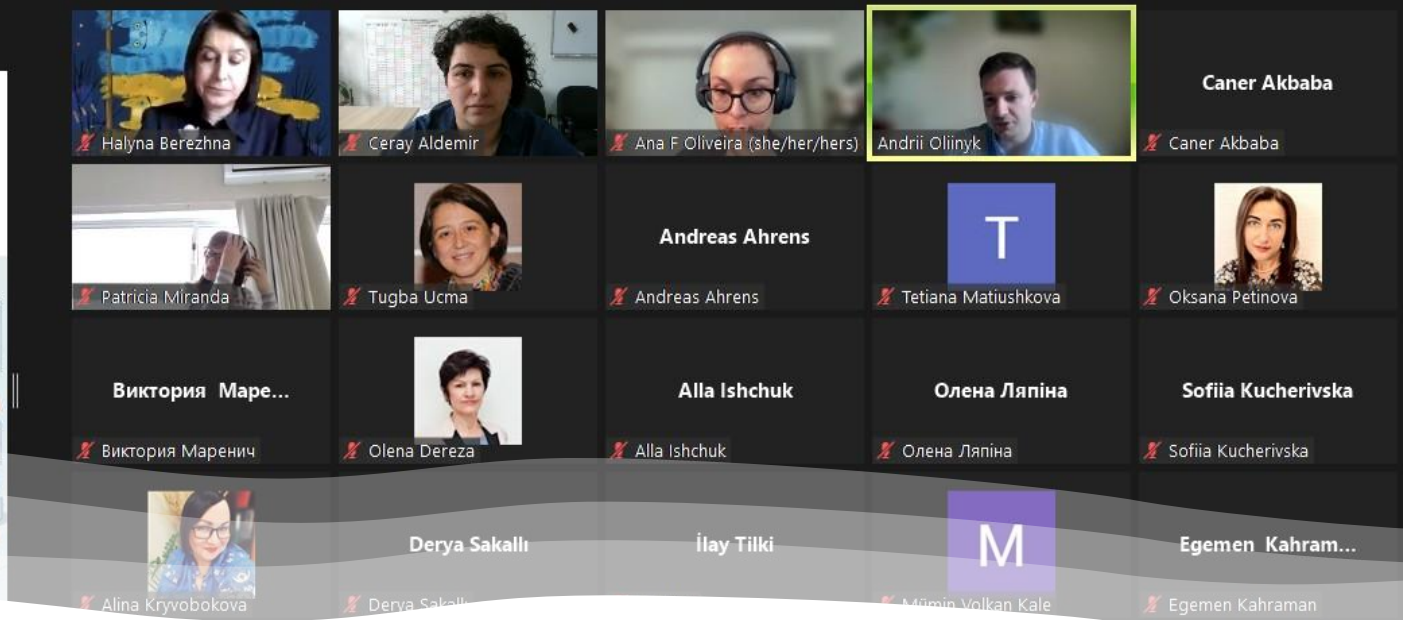 Halyna Berezhna
Ceray Aldemir
Ana F Oliveira (she/her/hers)
Andrii Oliinyk
Caner Akbaba
Caner Akbaba
Patricia Miranda
Tugba Ucma
Andreas Ahrens
Andreas Ahrens
T
Tetiana Matiushkova
Oksana Petinova
Виктория Маре...
Виктория Маренич
Olena Dereza
Alla Ishchuk
Alla Ishchuk
Олена Ляпіна
Олена Ляпіна
Sofiia Kucherivska
Sofiia Kucherivska
Alina Kryvobokova
Derya Sakallı
Derya Sakallı
İlay Tilki
M
Mümin Volkan Kale
Egemen Kahram...
Egemen Kahraman